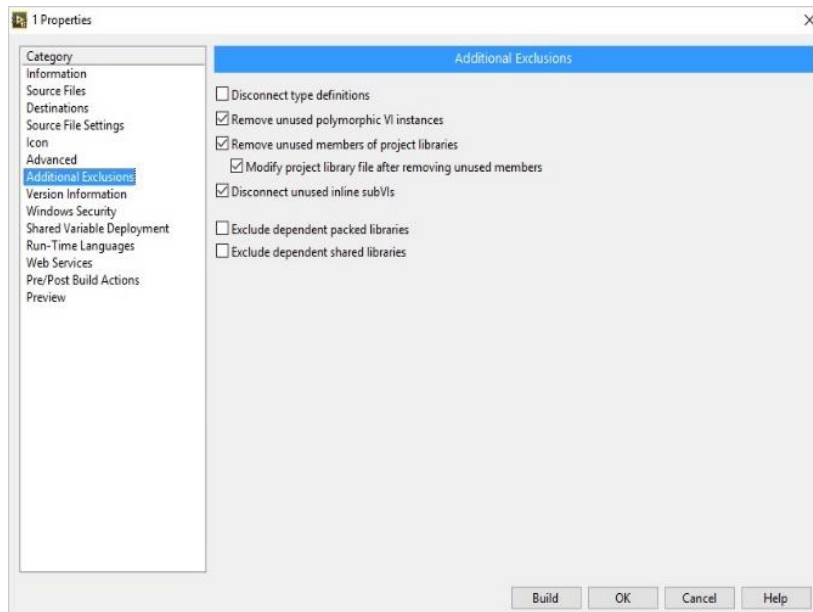 1 Properties
Category
Information
Source Files
Destinations
Source File Settings
Icon
Advanced
Additional Exclusions
Version Information
Windows Security
Shared Variable Deployment
Run-Time Languages
Web Services
Pre/Post Build Actions
Preview
Additional Exclusions
Disconnect type definitions
Remove unused polymorphic VI instances
Remove unused members of project libraries
Modify project library file after removing unused members
Disconnect unused inline subVIs
Exclude dependent packed libraries
Exclude dependent shared libraries
Build OK Cancel Help